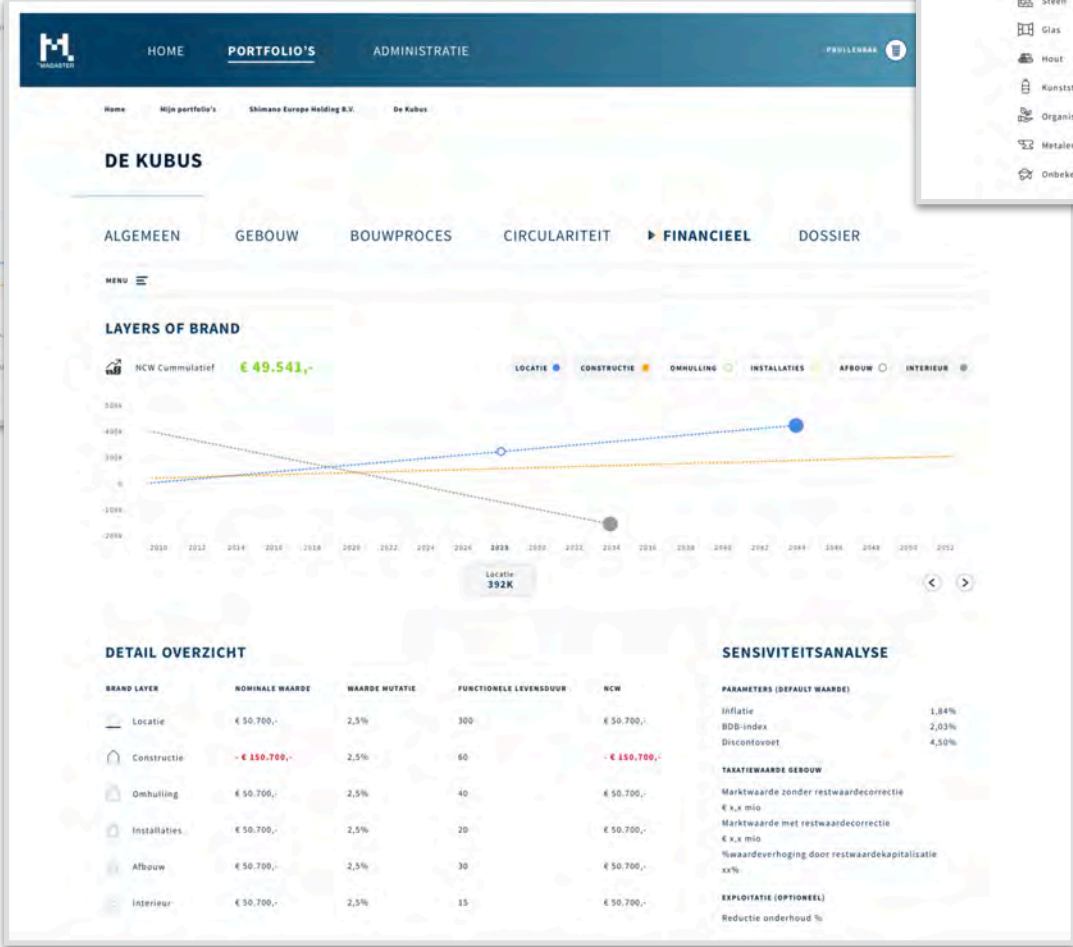 Steen
Glas
Hout
M.
MADASTER
HOME PORTFOLIO'S ADMINISTRATIE
PRULLENBAK
Home Mijn portfolio's Shimano Europe Holding B.V. De Kubus
DE KUBUS
ALGEMEEN GEBOUW BOUWPROCES CIRCULARITEIT FINANCIEEL DOSSIER
MENU
LAYERS OF BRAND
NCW Cummulatief € 49.541,-
LOCATIE CONSTRUCTIE OMHULLING INSTALLATIES AFBOUW INTERIEUR
0
2010 2012 2014 2016 2018 2020 2022 2024 2026 2028 2030 2032 2034 2036 2038 2040 2042 2044 2046 2048 2050 2052
Locatie
392K
DETAIL OVERZICHT
BRAND LAYER NOMINALE WAARDE WAARDE MUTATIE FUNCTIONELE LEVENSDUUR NCW
Locatie € 50.700,- 2,5% 300 € 50.700,-
Constructie - € 150.700,- 2,5% 60 - € 150.700,-
Omhulling € 50.700,- 2,5% 40 € 50.700,-
Installaties € 50.700,- 2,5% 20 € 50.700,-
Afbouw € 50.700,- 2,5% 30 € 50.700,-
Interieur € 50.700,- 2,5% 15 € 50.700,-
SENSIVITEITSANALYSE
PARAMETERS (DEFAULT WAARDE)
Inflatie 1,84%
BDB-index 2,03%
Discontovoet 4,50%
TAXATIEWAARDE GEBOUW
Marktwaarde zonder restwaardecorrectie
€ x,x mio
Marktwaarde met restwaardecorrectie
€ x,x mio
%waardeverhoging door restwaardekapitalisatie
xx%
EXPLOITATIE (OPTIONEEL)
Reductie onderhoud %